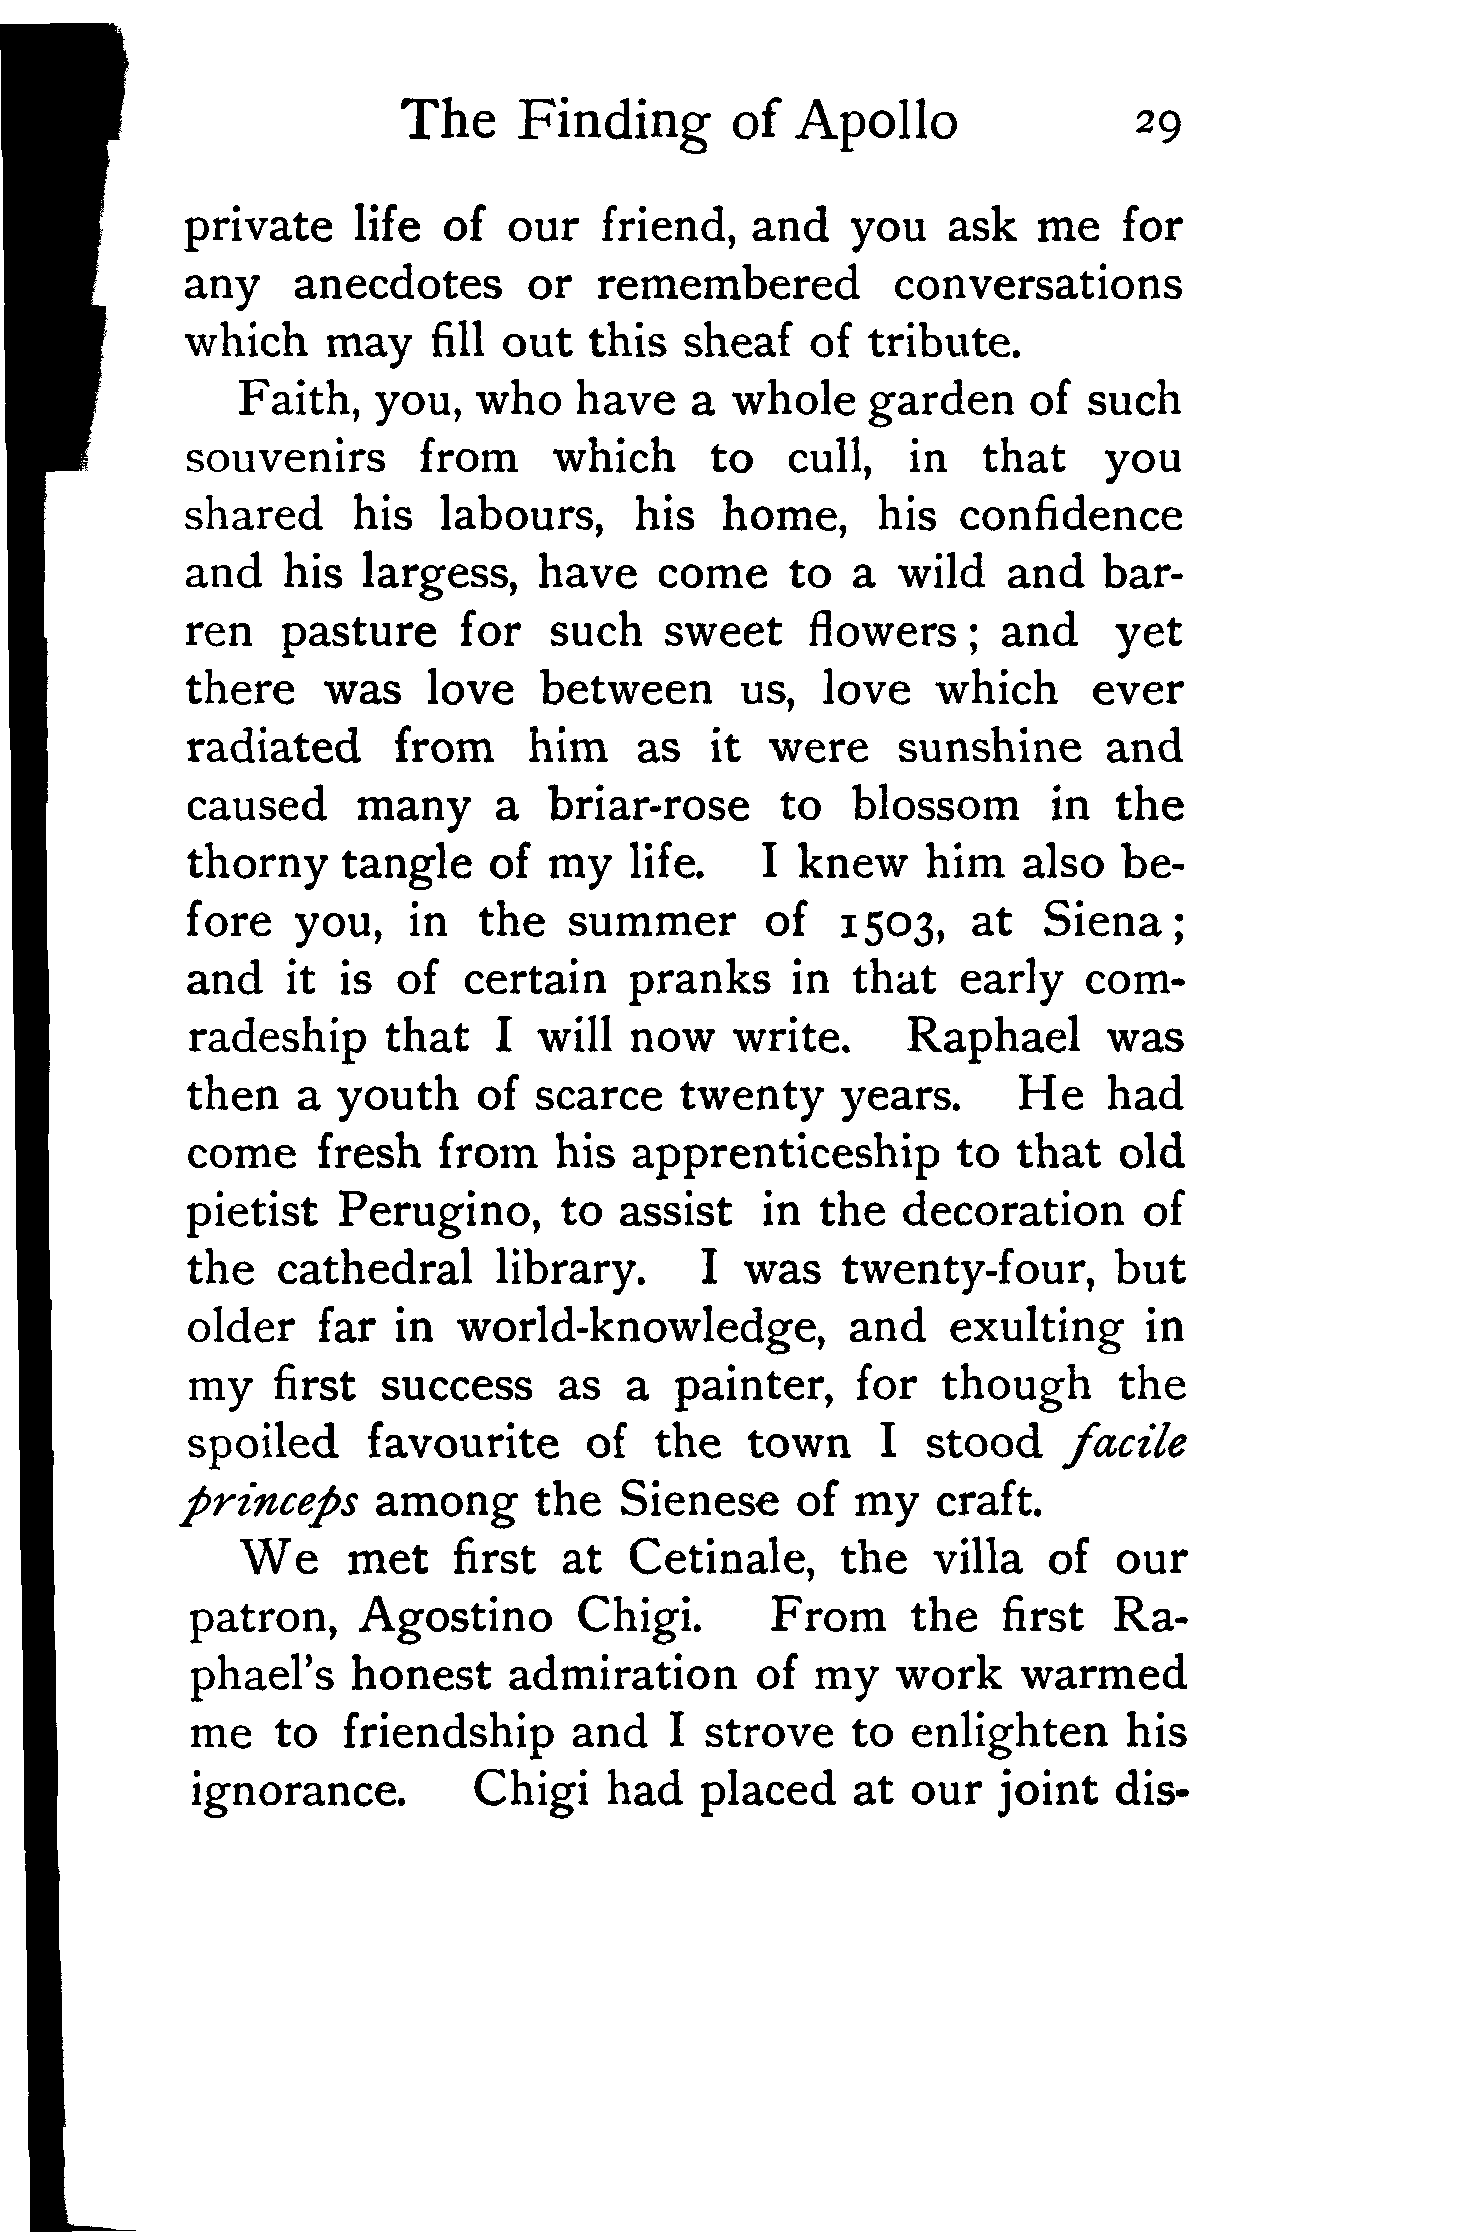 The Finding of Apollo 29
private life of our friend, and you ask me for
any anecdotes or remembered conversations
which may fill out this sheaf of tribute.
Faith, you, who have a whole garden of such
souvenirs from which to cull, in that you
shared his labours, his home, his confidence
and his largess, have come to a wild and bar-
ren pasture for such sweet flowers; and yet
there was love between us, love which ever
radiated from him as it were sunshine and
caused many a briar-rose to blossom in the
thorny tangle of my life. I knew him also be-
fore you, in the summer of 1503, at Siena;
and it is of certain pranks in that early com-
radeship that I will now write. Raphael was
then a youth of scarce twenty years. He had
come fresh from his apprenticeship to that old
pietist Perugino, to assist in the decoration of
the cathedral library. I was twenty-four, but
older far in world-knowledge, and exulting in
my first success as a painter, for though the
spoiled favourite of the town I stood facile
princeps among the Sienese of my craft.
We met first at Cetinale, the villa of our
patron, Agostino Chigi. From the first Ra-
phael's honest admiration of my work warmed
me to friendship and I strove to enlighten his
ignorance. Chigi had placed at our joint dis-